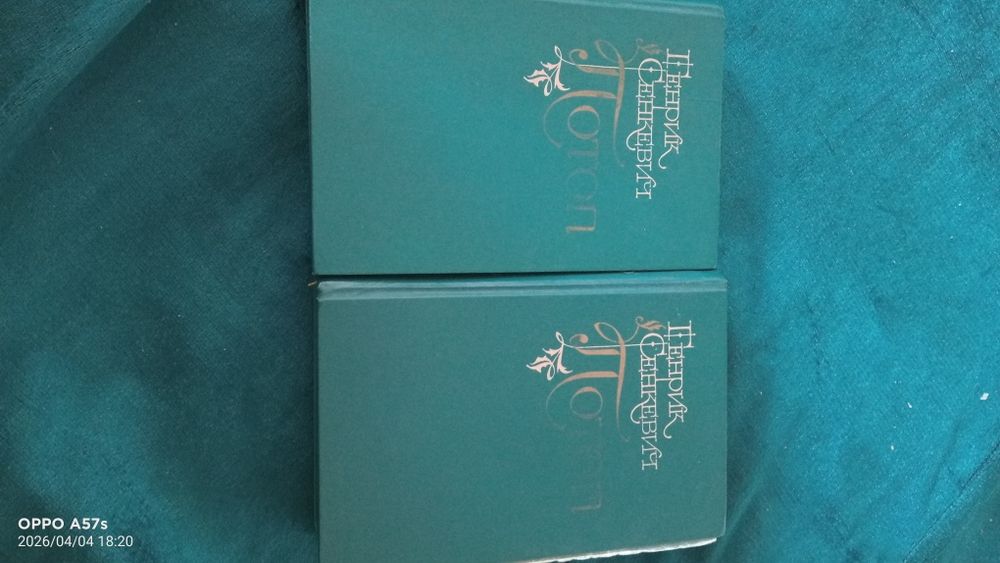 ГЕНРИК
СЕНКЕВИЧ
Потоп
ГЕНРИК
СЕНКЕВИЧ
Потоп
OPPO A57s
2026/04/04 18:20